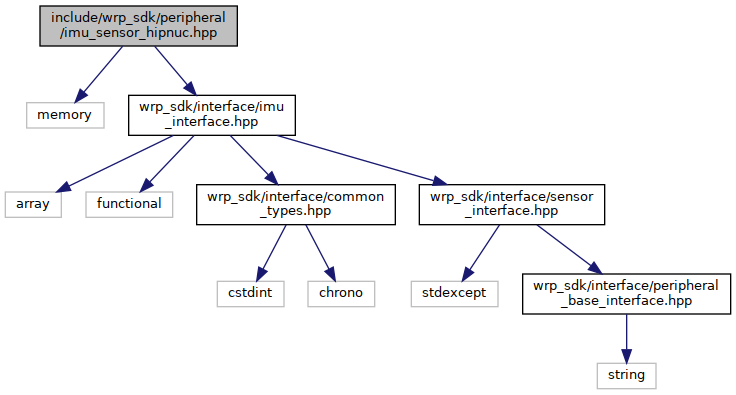 include/wrp_sdk/peripheral
/imu_sensor_hipnuc.hpp
memory
wrp_sdk/interface/imu
_interface.hpp
array
functional
wrp_sdk/interface/common
_types.hpp
wrp_sdk/interface/sensor
_interface.hpp
cstdint
chrono
stdexcept
wrp_sdk/interface/peripheral
_base_interface.hpp
string